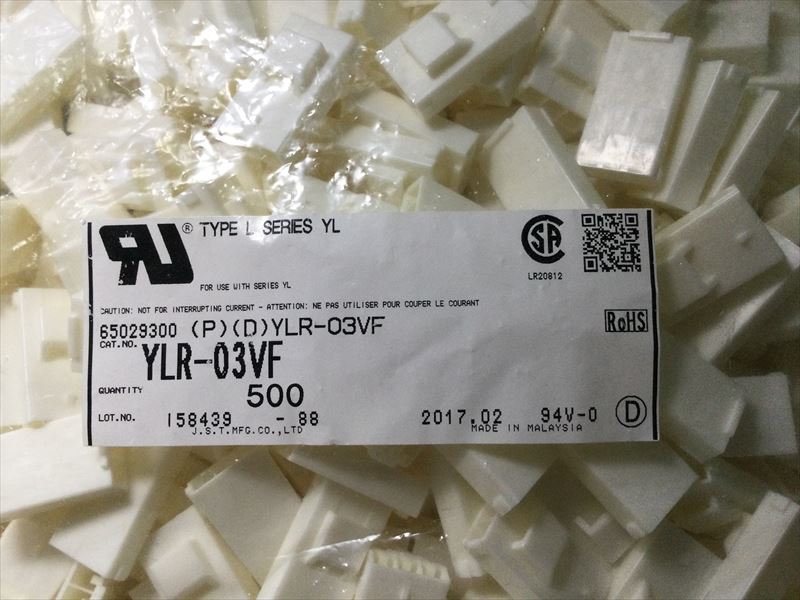 RU ® TYPE L SERIES YL
CSA
LR20812
FOR USE WITH SERIES YL
CAUTION: NOT FOR INTERRUPTING CURRENT - ATTENTION: NE PAS UTILISER POUR COUPER LE COURANT
65029300 (P)(D)YLR-03VF
RoHS
CAT.NO. YLR-03VF
QUANTITY 500
LOT.NO. 158439 - 88 2017.02 94V-0 D
J.S.T.MFG.CO.,LTD MADE IN MALAYSIA